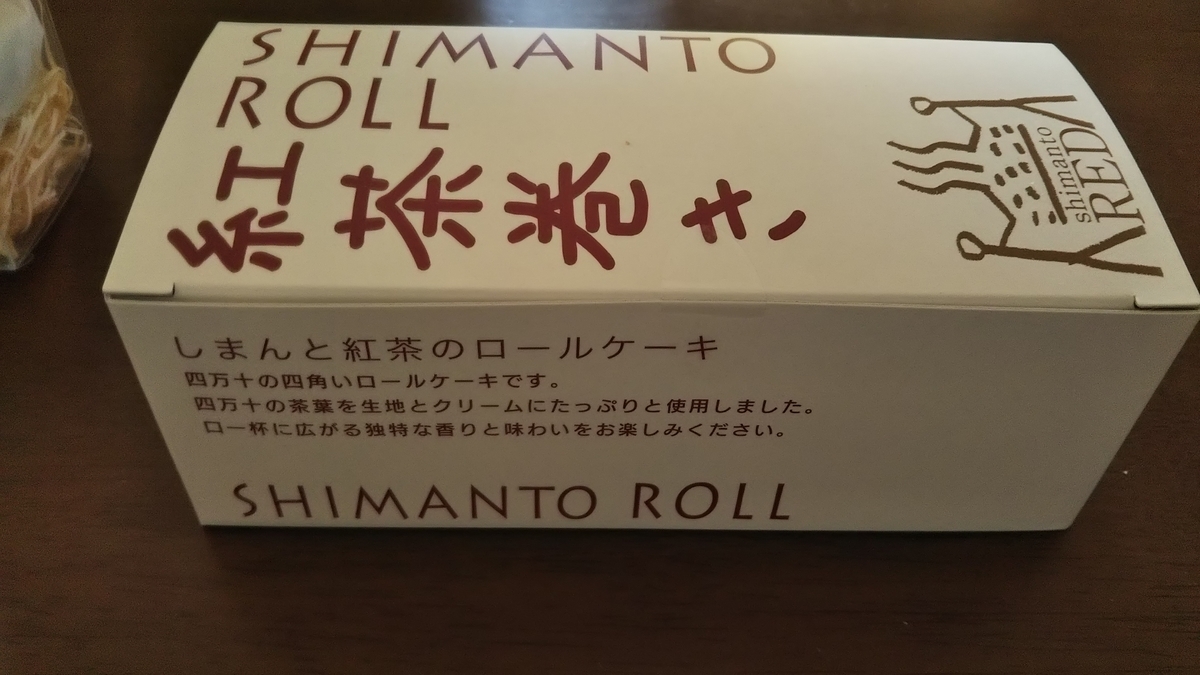 SHIMANTO
ROLL
紅茶巻き
shimanto
RED
しまんと紅茶のロールケーキ
四万十の四角いロールケーキです。
四万十の茶葉を生地とクリームにたっぷりと使用しました。
口一杯に広がる独特な香りと味わいをお楽しみください。
SHIMANTO ROLL